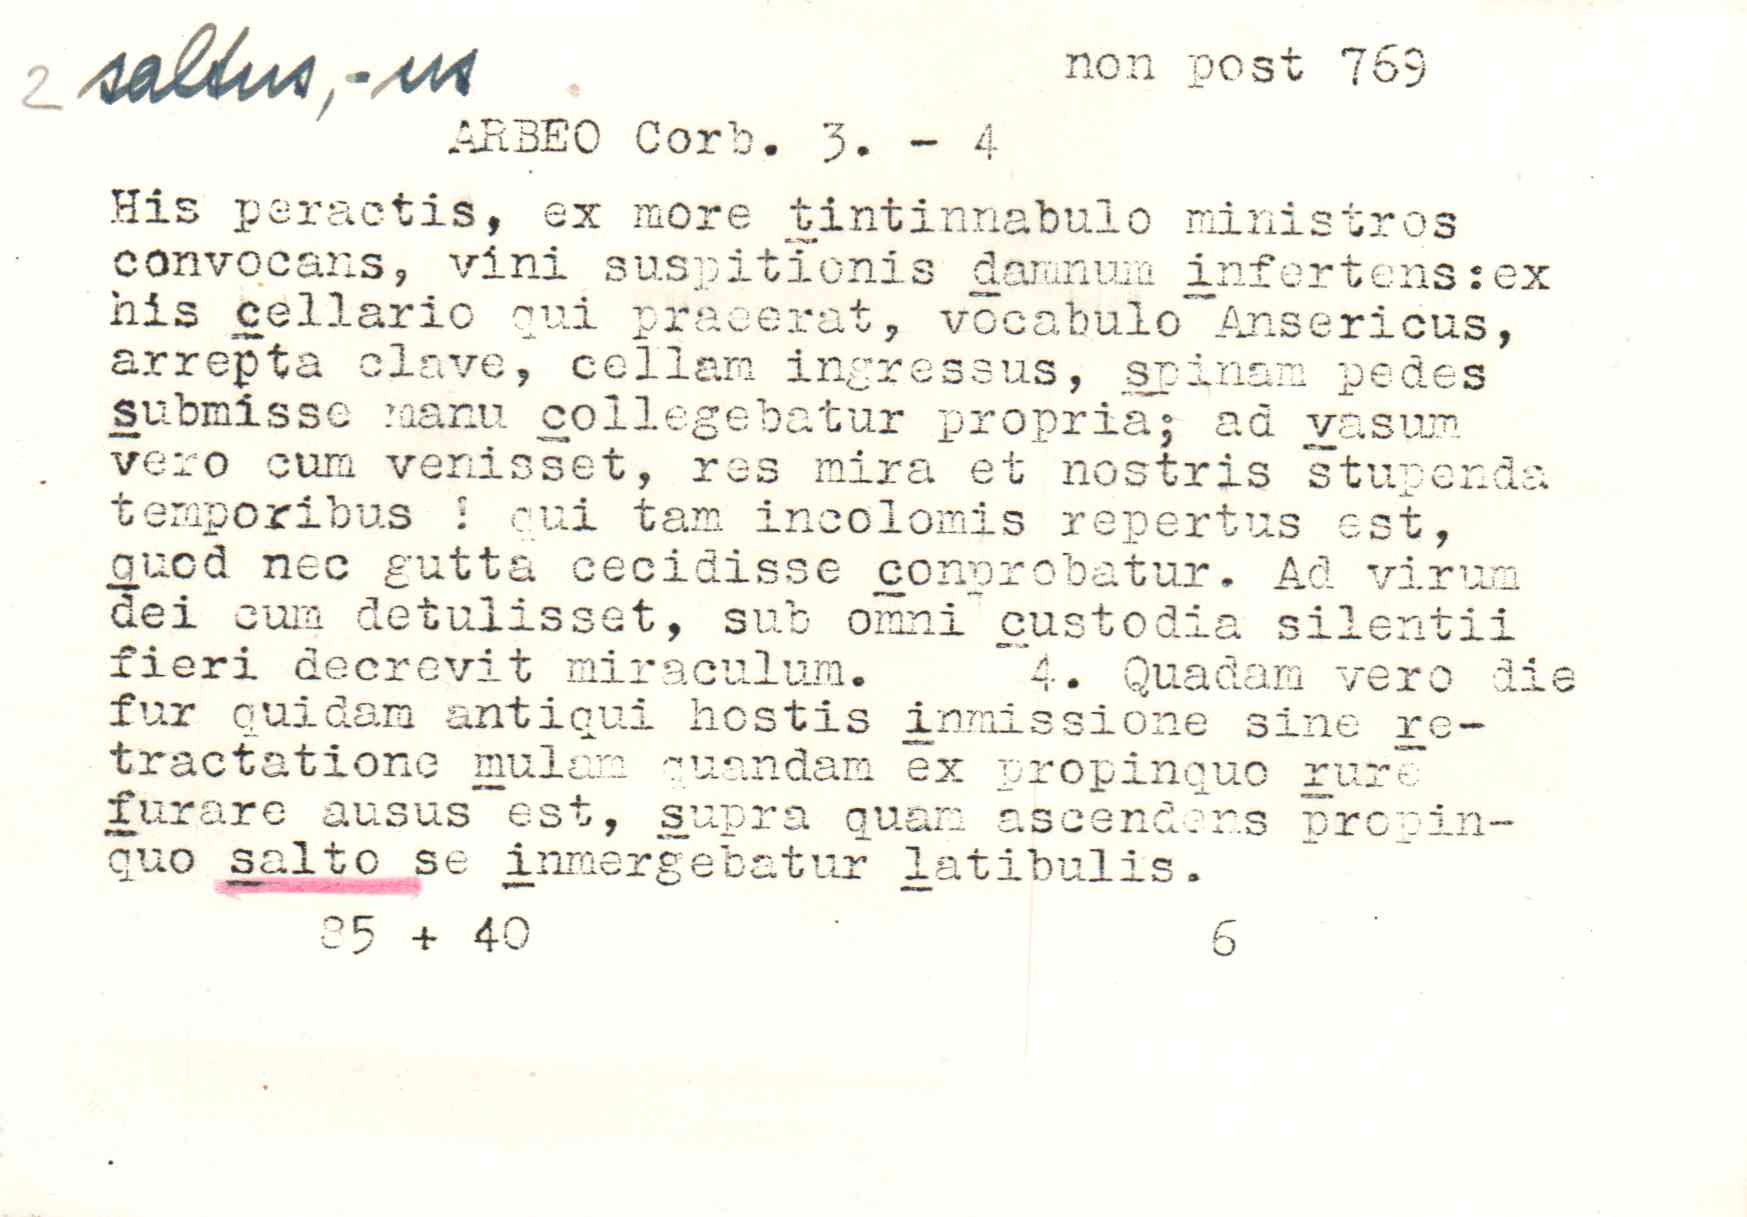 2 saltus,-us
non post 769
ARBEO Corb. 3. - 4
His peractis, ex more tintinnabulo ministros
convocans, vini suspitionis damnum infertens:ex
his cellario qui praeerat, vocabulo Ansericus,
arrepta clave, cellam ingressus, spinam pedes
submisse manu collegebatur propria; ad vasum
vero cum venisset, res mira et nostris stupenda
temporibus ! qui tam incolomis repertus est,
quod nec gutta cecidisse conprobatur. Ad virum
dei cum detulisset, sub omni custodia silentii
fieri decrevit miraculum. 4. Quadam vero die
fur quidam antiqui hostis inmissione sine re-
tractatione mulam quandam ex propinquo rure
furare ausus est, supra quam ascendens propin-
quo salto se inmergebatur latibulis.
85 + 40 6